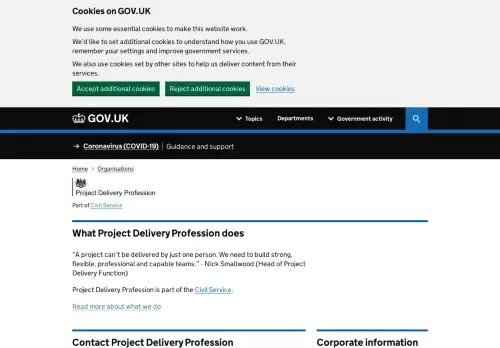 Cookies on GOV.UK
We use some essential cookies to make this website work.
We'd like to set additional cookies to understand how you use GOV.UK,
remember your settings and improve government services.
We also use cookies set by other sites to help us deliver content from their
services.
Accept additional cookies Reject additional cookies View cookies
GOV.UK Topics Departments Government activity
→ Coronavirus (COVID-19) Guidance and support
Home > Organisations
Project Delivery Profession
Part of Civil Service
What Project Delivery Profession does
"A project can't be delivered by just one person. We need to build strong,
flexible, professional and capable teams." - Nick Smallwood (Head of Project
Delivery Function)
Project Delivery Profession is part of the Civil Service.
Read more about what we do
Contact Project Delivery Profession Corporate information